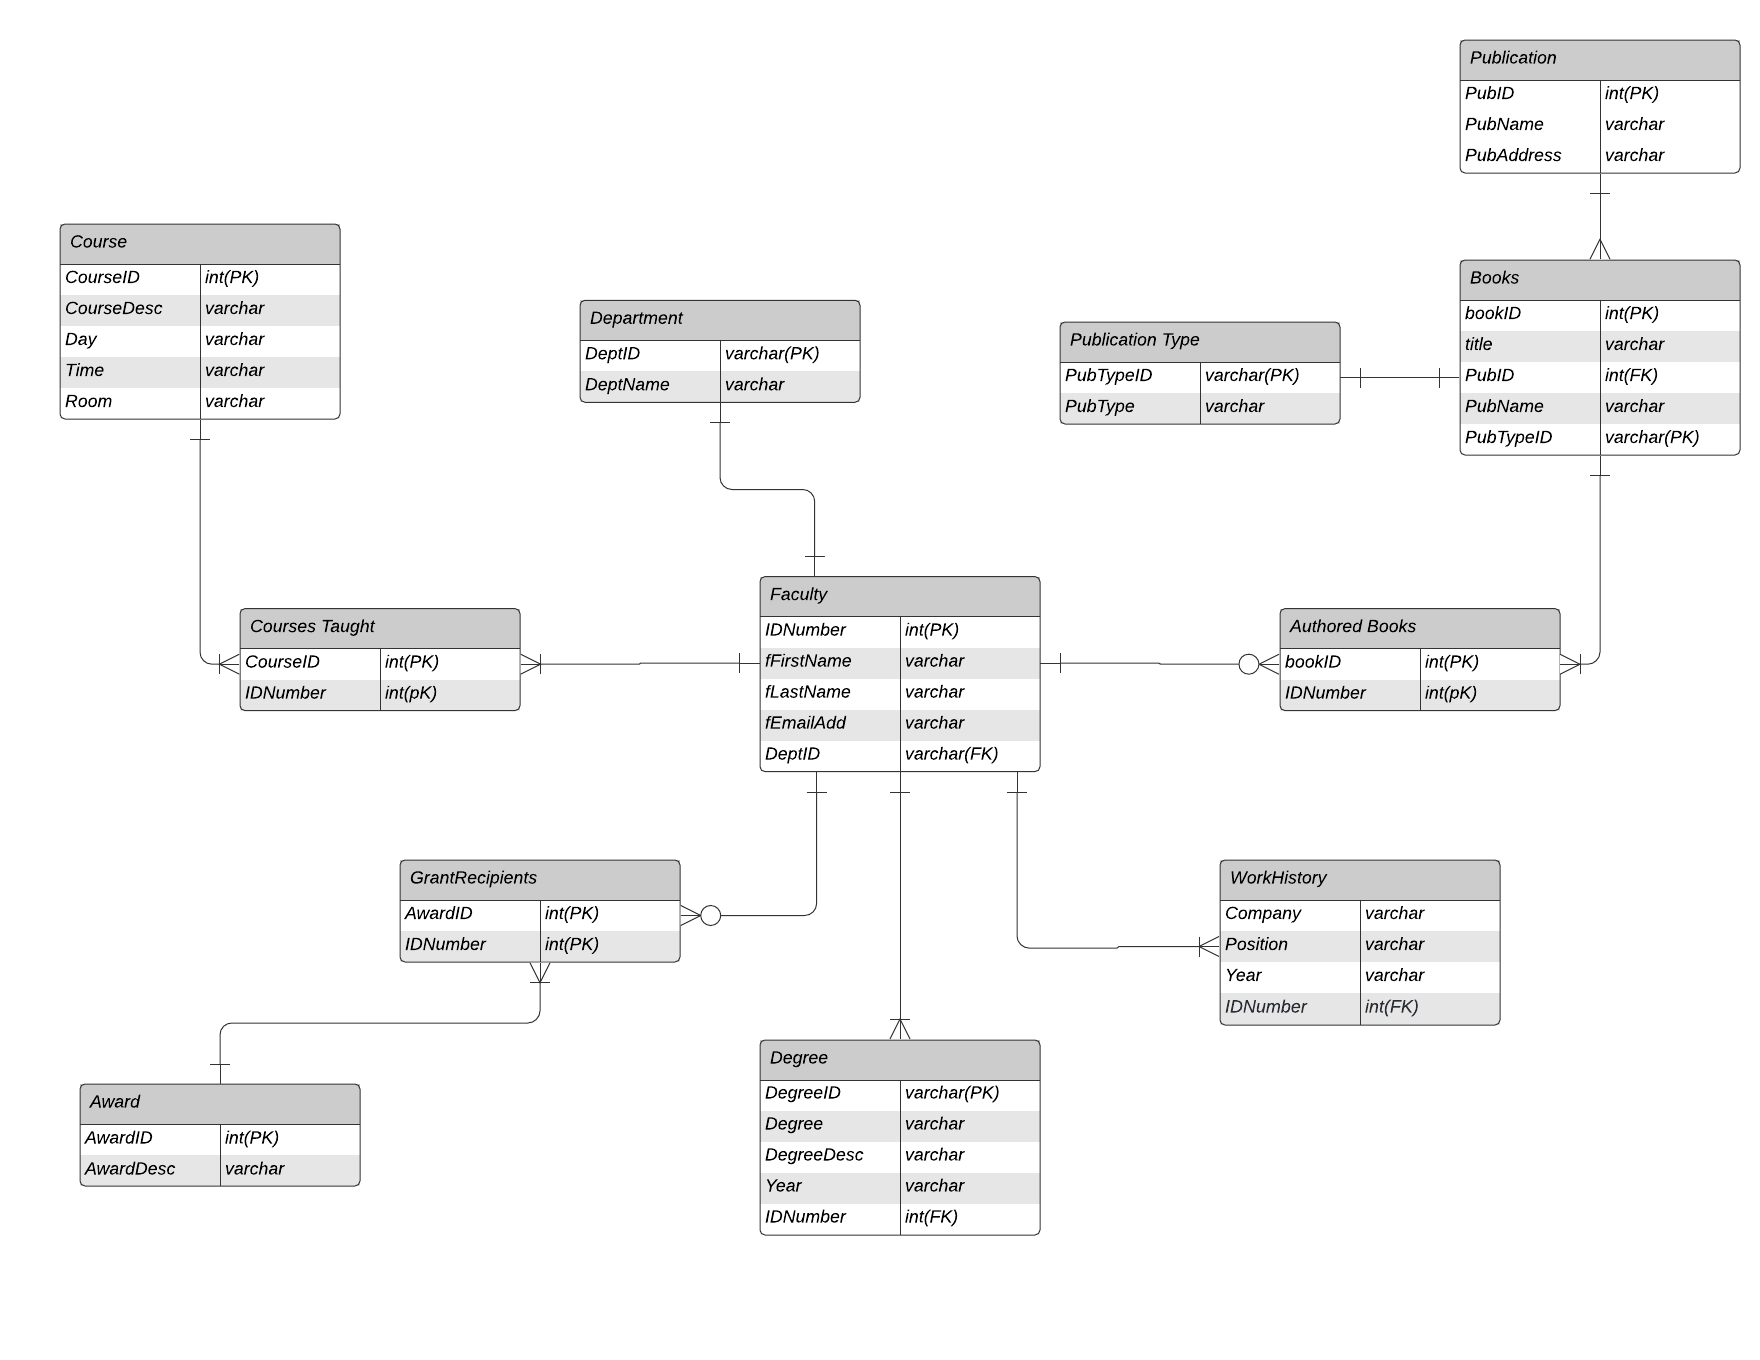 Publication
PubID int(PK)
PubName varchar
PubAddress varchar
Course
CourseID int(PK)
CourseDesc varchar
Day varchar
Time varchar
Room varchar
Department
DeptID varchar(PK)
DeptName varchar
Publication Type
PubTypeID varchar(PK)
PubType varchar
Books
bookID int(PK)
title varchar
PubID int(FK)
PubName varchar
PubTypeID varchar(PK)
Courses Taught
CourseID int(PK)
IDNumber int(pK)
Faculty
IDNumber int(PK)
fFirstName varchar
fLastName varchar
fEmailAdd varchar
DeptID varchar(FK)
Authored Books
bookID int(PK)
IDNumber int(pK)
GrantRecipients
AwardID int(PK)
IDNumber int(PK)
WorkHistory
Company varchar
Position varchar
Year varchar
IDNumber int(FK)
Award
AwardID int(PK)
AwardDesc varchar
Degree
DegreeID varchar(PK)
Degree varchar
DegreeDesc varchar
Year varchar
IDNumber int(FK)